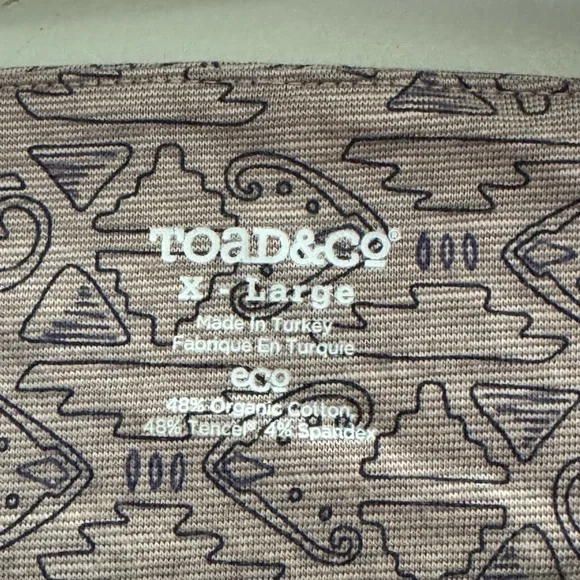 TOad&CO®
X - Large
Made In Turkey
Fabrique En Turquie
eco
48% Organic Cotton,
48% Tencel®, 4% Spandex